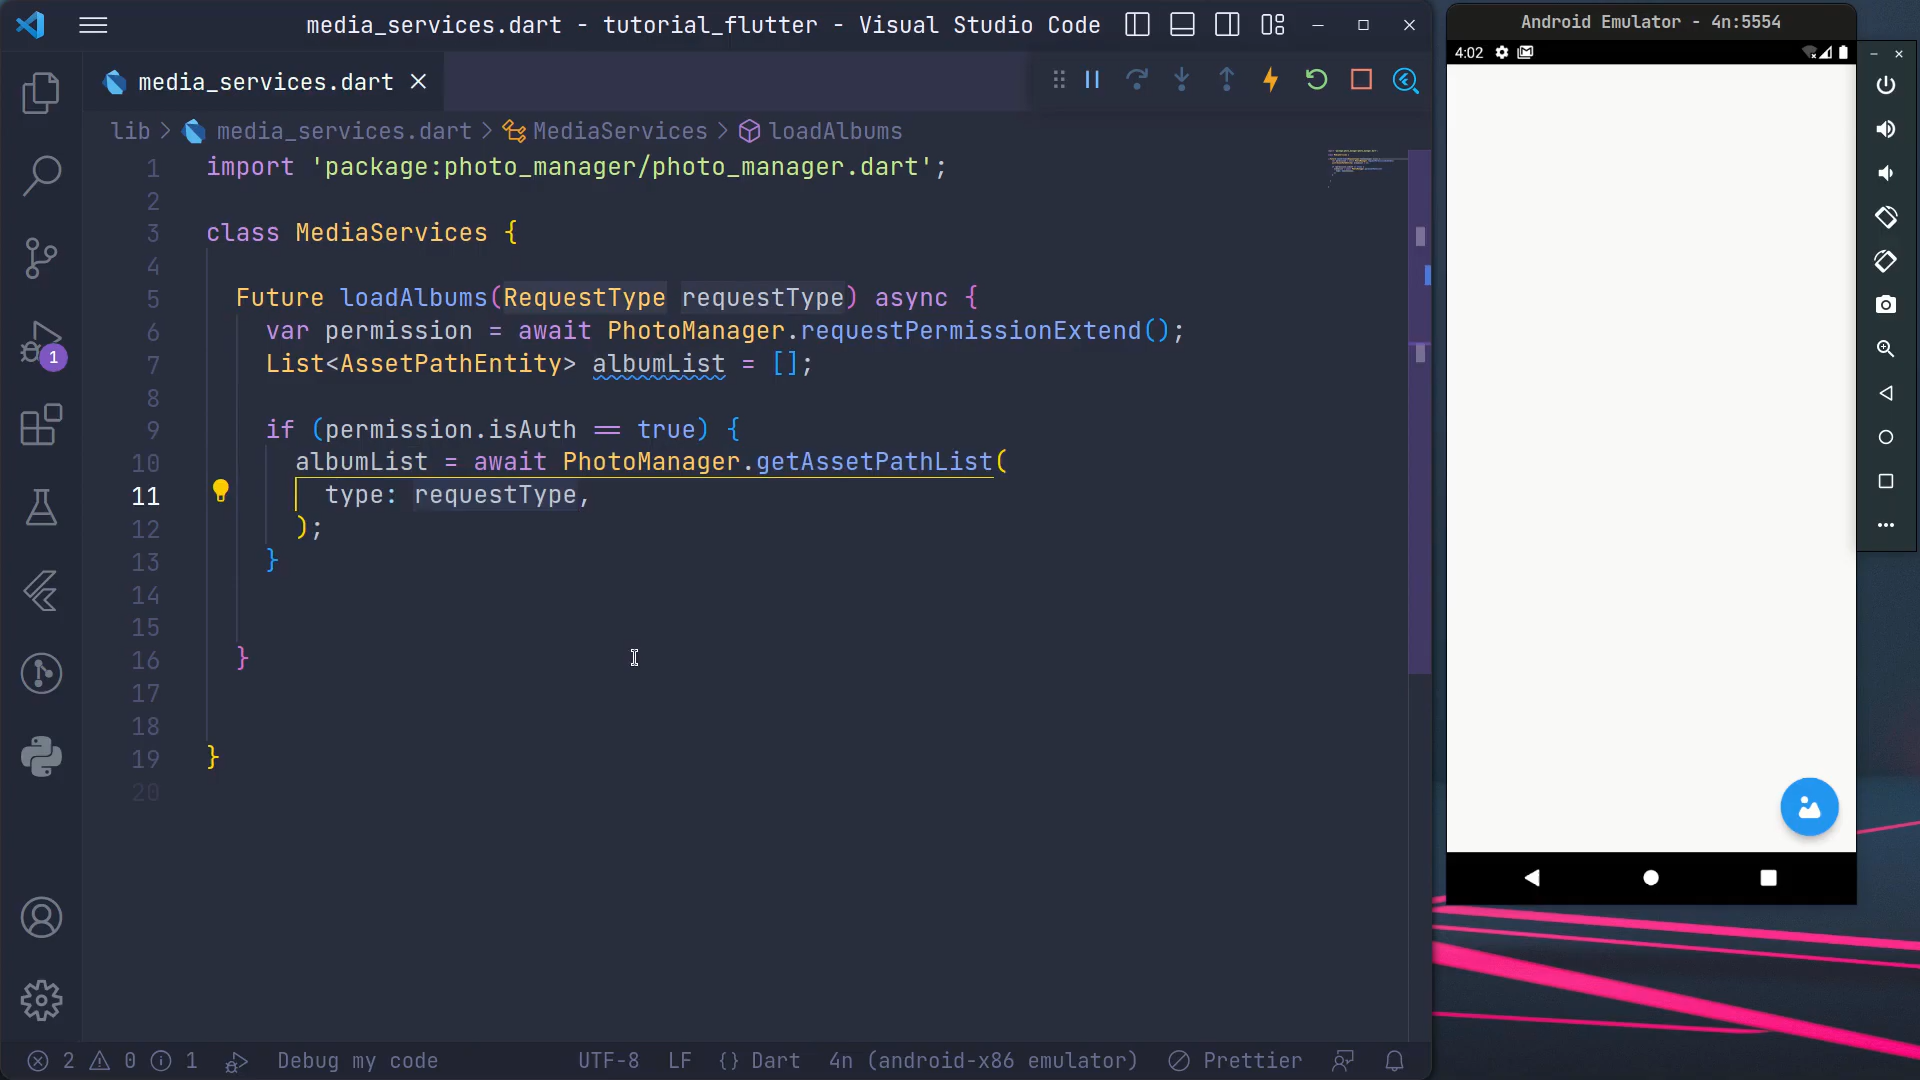 media_services.dart - tutorial_flutter - Visual Studio Code
media_services.dart
lib > media_services.dart > MediaServices > loadAlbums
1 import 'package:photo_manager/photo_manager.dart';
2
3 class MediaServices {
4
5 Future loadAlbums(RequestType requestType) async {
6 var permission = await PhotoManager.requestPermissionExtend();
7 List<AssetPathEntity> albumList = [];
8
9 if (permission.isAuth == true) {
10 albumList = await PhotoManager.getAssetPathList(
11 type: requestType,
12 );
13 }
14
15
16 }
17
18
19 }
20
1
2 0 1 Debug my code UTF-8 LF {} Dart 4n (android-x86 emulator) Prettier
Android Emulator - 4n:5554
4:02